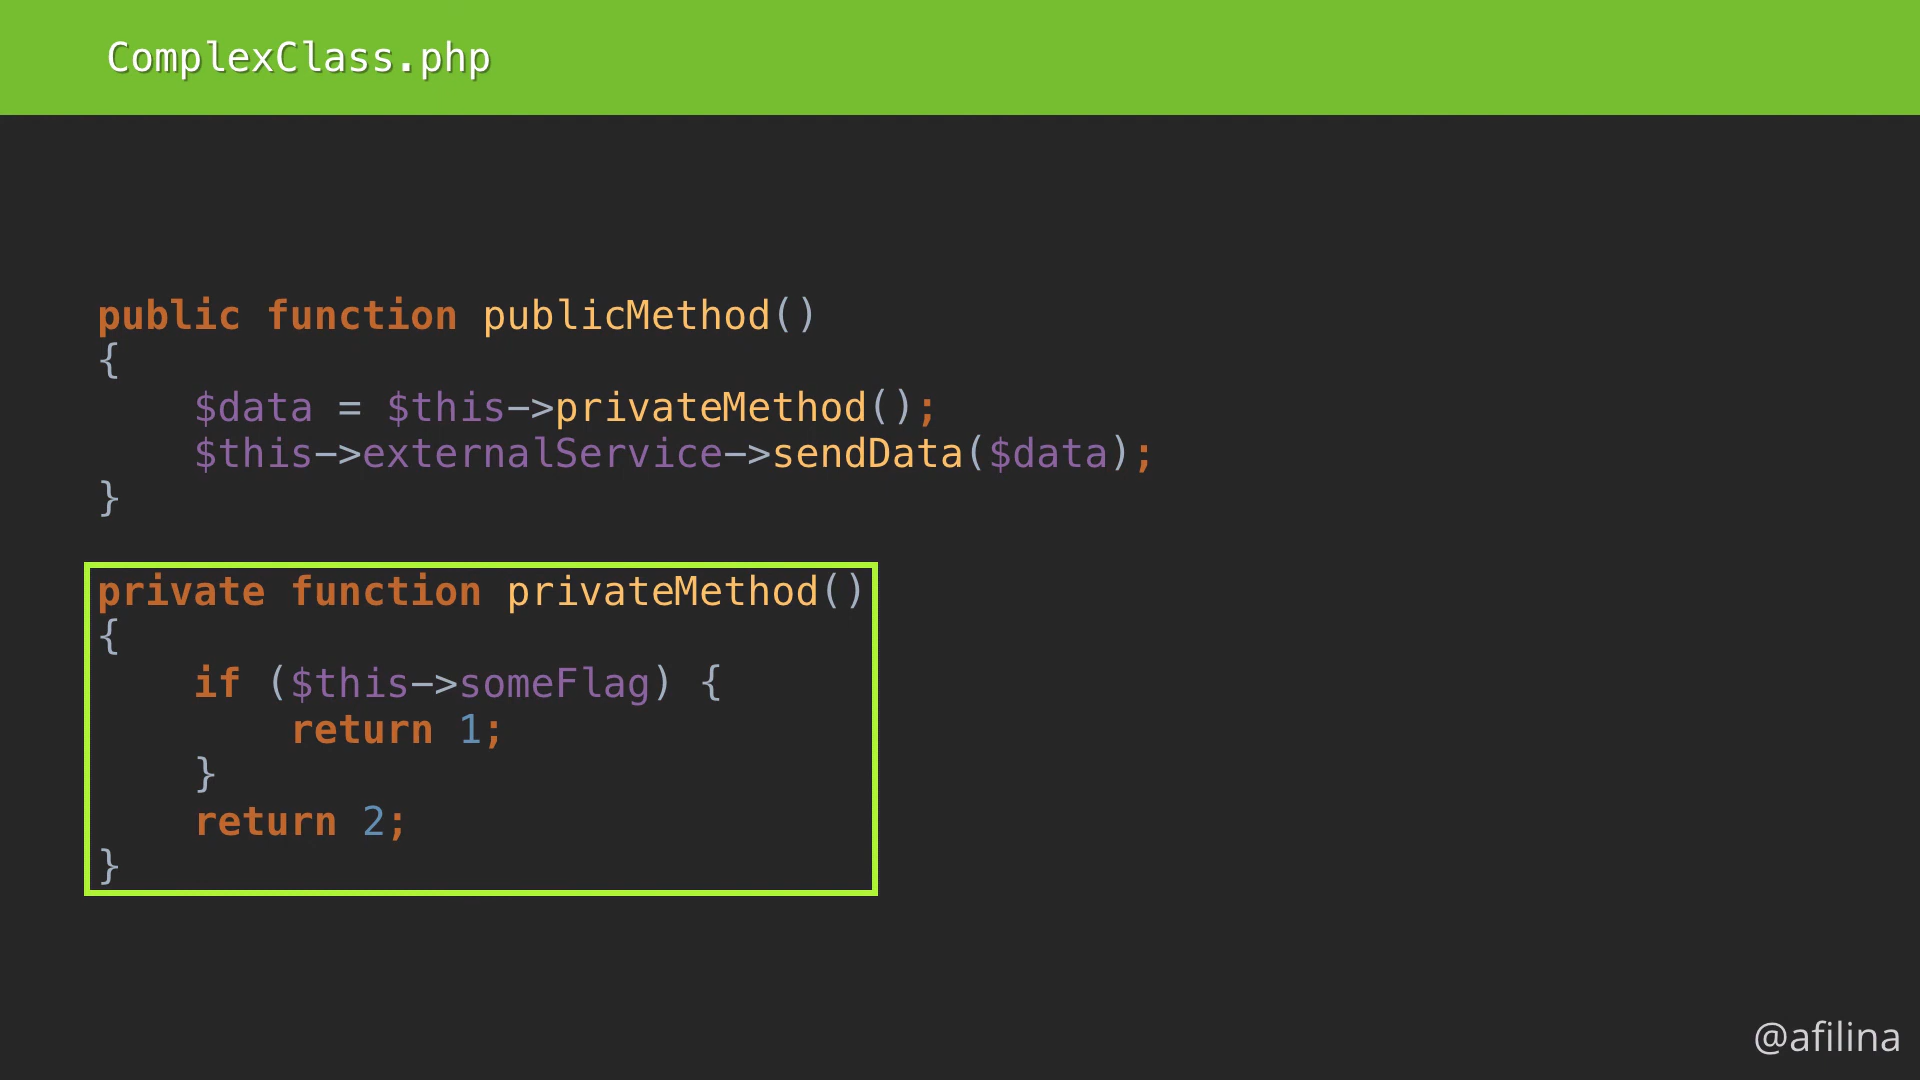 ComplexClass.php
public function publicMethod()
{
    $data = $this->privateMethod();
    $this->externalService->sendData($data);
}
private function privateMethod()
{
    if ($this->someFlag) {
        return 1;
    }
    return 2;
}
@afilina